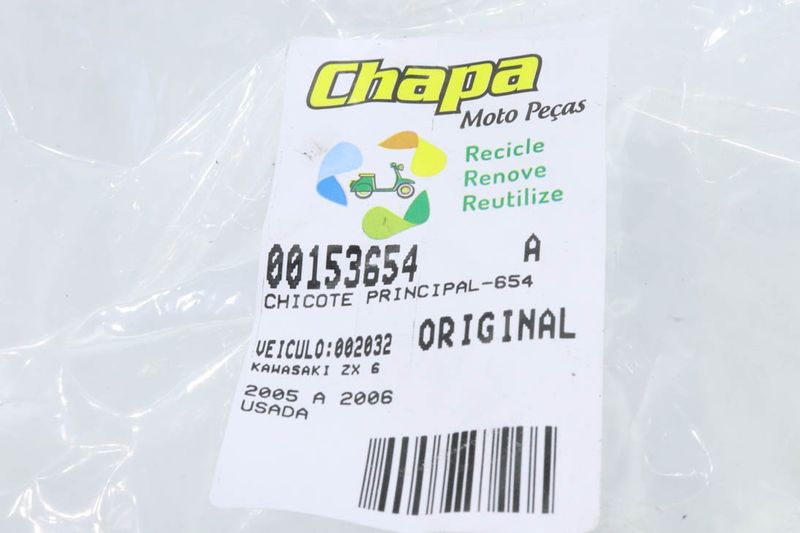 Chapa
Moto Peças
Recicle
Renove
Reutilize
00153654 A
CHICOTE PRINCIPAL-654
VEICULO:002032 ORIGINAL
KAWASAKI ZX 6
2005 A 2006
USADA